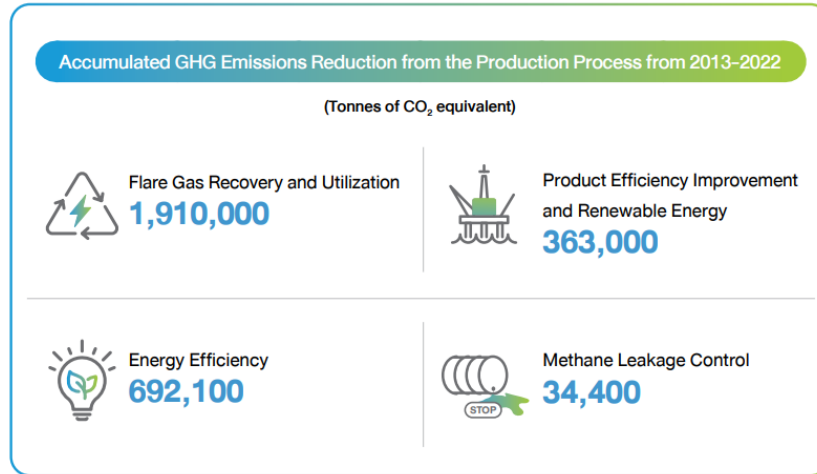 Accumulated GHG Emissions Reduction from the Production Process from 2013-2022
(Tonnes of CO₂ equivalent)
Flare Gas Recovery and Utilization
1,910,000
Product Efficiency Improvement
and Renewable Energy
363,000
Energy Efficiency
692,100
Methane Leakage Control
STOP
34,400